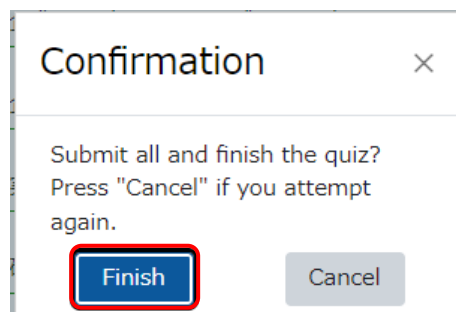 Confirmation ×
Submit all and finish the quiz?
Press "Cancel" if you attempt
again.
Finish Cancel